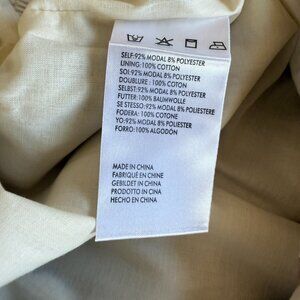 SELF:92% MODAL 8% POLYESTER
LINING:100% COTTON
SOI:92% MODAL 8% POLYESTER
DOUBLURE : 100% COTON
SELBST:92% MODAL 8% POLYESTER
FUTTER:100% BAUMWOLLE
SE STESSO:92% MODAL 8% POLIESTERE
FODERA: 100% COTONE
YO:92% MODAL 8% POLIESTER
FORRO:100% ALGODÓN
MADE IN CHINA
FABRIQUÉ EN CHINE
GEBILDET IN CHINA
PRODOTTO IN CINA
HECHO EN CHINA